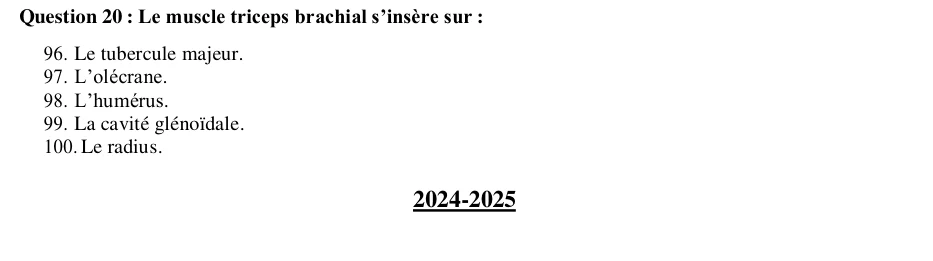 Question 20 : Le muscle triceps brachial s’insère sur :
96. Le tubercule majeur.
97. L’olécrane.
98. L’humérus.
99. La cavité glénoïdale.
100. Le radius.
2024-2025